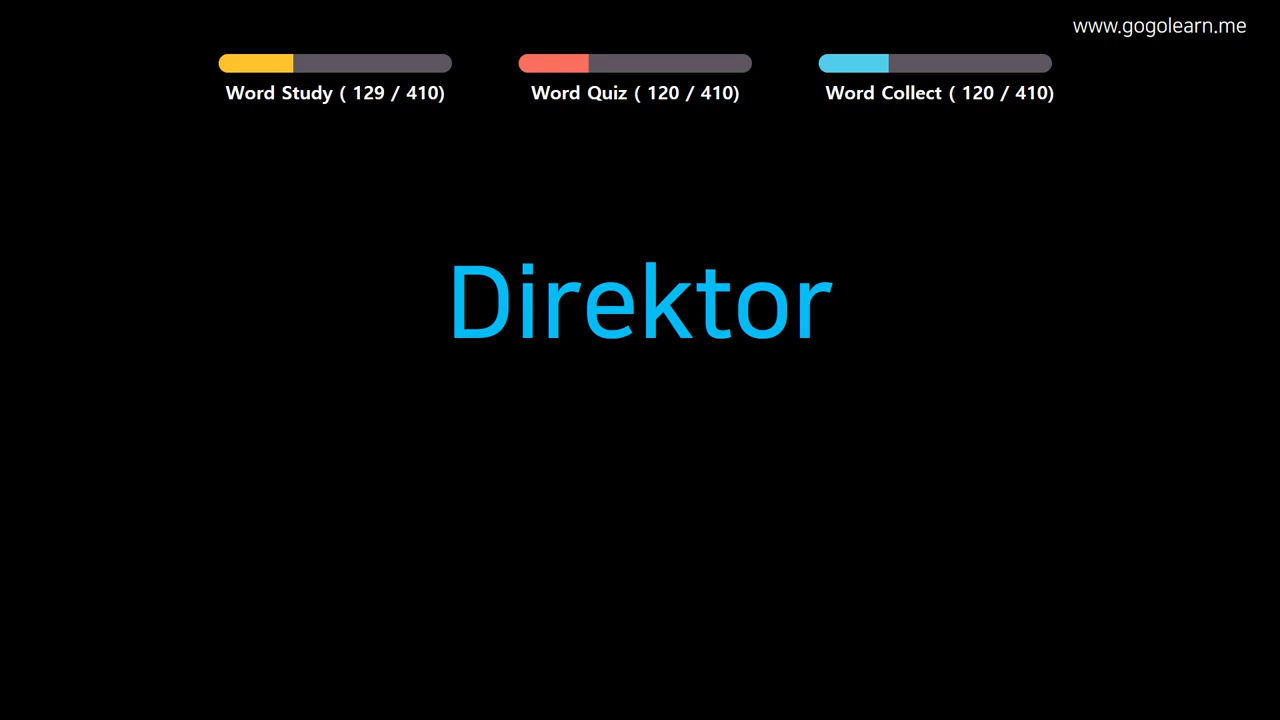 www.gogolearn.me
Word Study ( 129 / 410)
Word Quiz ( 120 / 410)
Word Collect ( 120 / 410)
Direktor